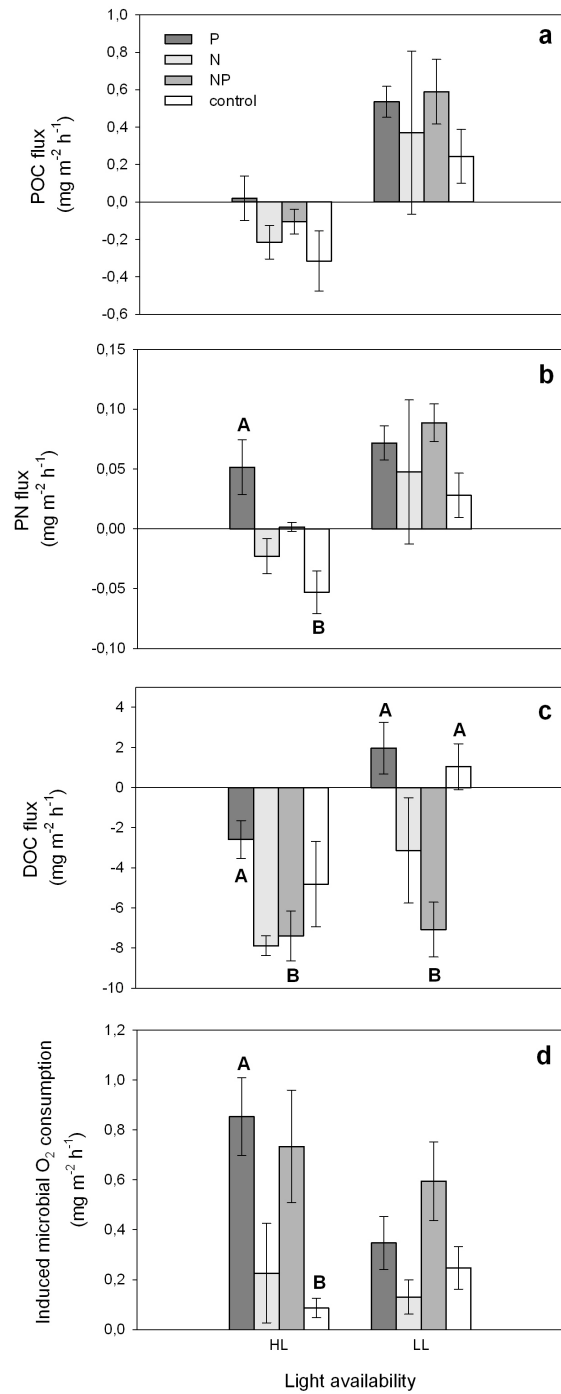 1,0
0,8
0,6
0,4
0,2
0,0
-0,2
-0,4
-0,6
POC flux
(mg m-2 h-1)
P
N
NP
control
a
0,15
0,10
0,05
0,00
-0,05
-0,10
PN flux
(mg m-2 h-1)
A
B
b
4
2
0
-2
-4
-6
-8
-10
DOC flux
(mg m-2 h-1)
A
B
A
B
A
c
1,2
1,0
0,8
0,6
0,4
0,2
0,0
Induced microbial O2 consumption
(mg m-2 h-1)
A
B
d
HL
LL
Light availability